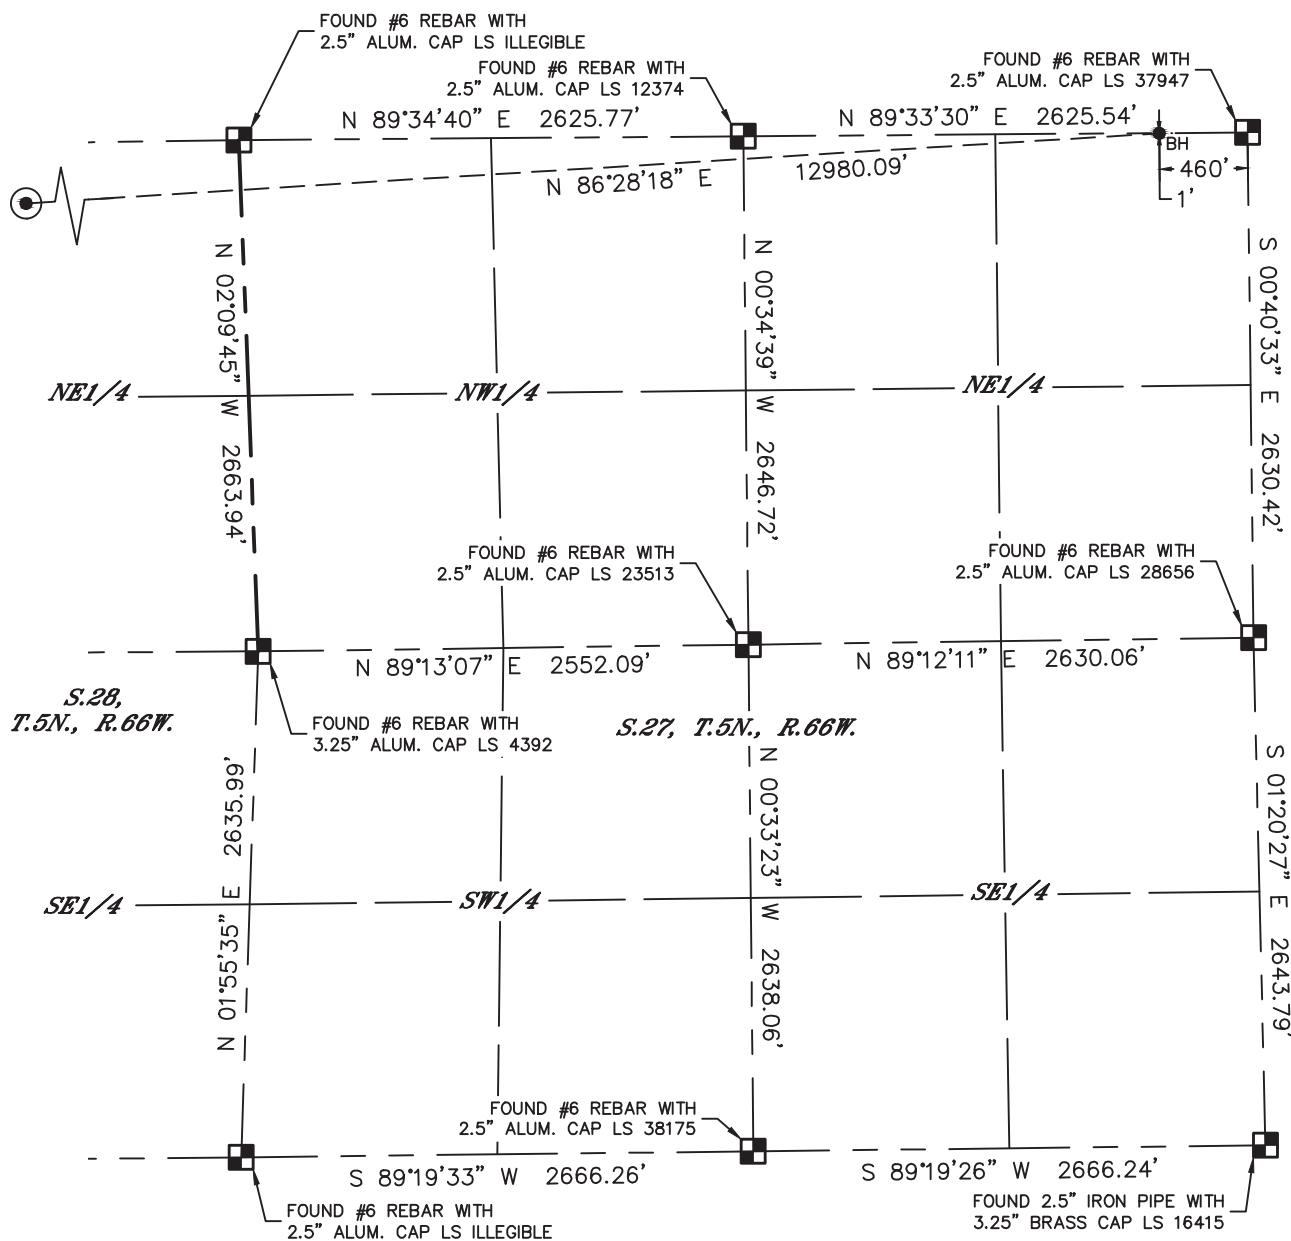 FOUND #6 REBAR WITH
2.5” ALUM. CAP LS ILLEGIBLE
FOUND #6 REBAR WITH
2.5” ALUM. CAP LS 12374
FOUND #6 REBAR WITH
2.5” ALUM. CAP LS 37947
N 89°34'40” E 2625.77'
N 89°33'30” E 2625.54'
BH
460'
1'
N 86°28'18” E 12980.09'
N 02°09'45” W 2663.94'
N 00°34'39” W 2646.72'
S 00°40'33” E 2630.42'
NE1/4
NW1/4
NE1/4
FOUND #6 REBAR WITH
2.5” ALUM. CAP LS 23513
FOUND #6 REBAR WITH
2.5” ALUM. CAP LS 28656
N 89°13'07” E 2552.09'
N 89°12'11” E 2630.06'
S.28,
T.5N., R.66W.
FOUND #6 REBAR WITH
3.25” ALUM. CAP LS 4392
S.27, T.5N., R.66W.
N 01°55'35” E 2635.99'
N 00°33'23” W 2638.06'
S 01°20'27” E 2643.79'
SE1/4
SW1/4
SE1/4
FOUND #6 REBAR WITH
2.5” ALUM. CAP LS 38175
S 89°19'33” W 2666.26'
S 89°19'26” W 2666.24'
FOUND #6 REBAR WITH
2.5” ALUM. CAP LS ILLEGIBLE
FOUND 2.5” IRON PIPE WITH
3.25” BRASS CAP LS 16415